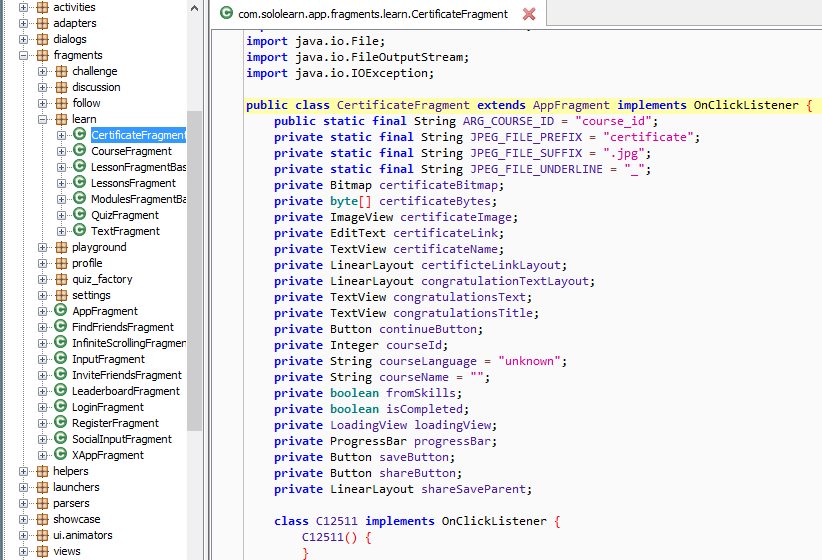 activities
adapters
dialogs
fragments
challenge
discussion
follow
learn
CertificateFragment
CourseFragment
LessonFragmentBas
LessonsFragment
ModulesFragmentBa
QuizFragment
TextFragment
playground
profile
quiz_factory
settings
AppFragment
FindFriendsFragment
InfiniteScrollingFragmen
InputFragment
InviteFriendsFragment
LeaderboardFragment
LoginFragment
RegisterFragment
SocialInputFragment
XAppFragment
helpers
launchers
parsers
showcase
ui.animators
views
com.sololearn.app.fragments.learn.CertificateFragment
import java.io.File;
import java.io.FileOutputStream;
import java.io.IOException;
public class CertificateFragment extends AppFragment implements OnClickListener {
public static final String ARG_COURSE_ID = "course_id";
private static final String JPEG_FILE_PREFIX = "certificate";
private static final String JPEG_FILE_SUFFIX = ".jpg";
private static final String JPEG_FILE_UNDERLINE = "_";
private Bitmap certificateBitmap;
private byte[] certificateBytes;
private ImageView certificateImage;
private EditText certificateLink;
private TextView certificateName;
private LinearLayout certificteLinkLayout;
private LinearLayout congratulationTextLayout;
private TextView congratulationsText;
private TextView congratulationsTitle;
private Button continueButton;
private Integer courseId;
private String courseLanguage = "unknown";
private String courseName = "";
private boolean fromSkills;
private boolean isCompleted;
private LoadingView loadingView;
private ProgressBar progressBar;
private Button saveButton;
private Button shareButton;
private LinearLayout shareSaveParent;
class C12511 implements OnClickListener {
C12511() {
}